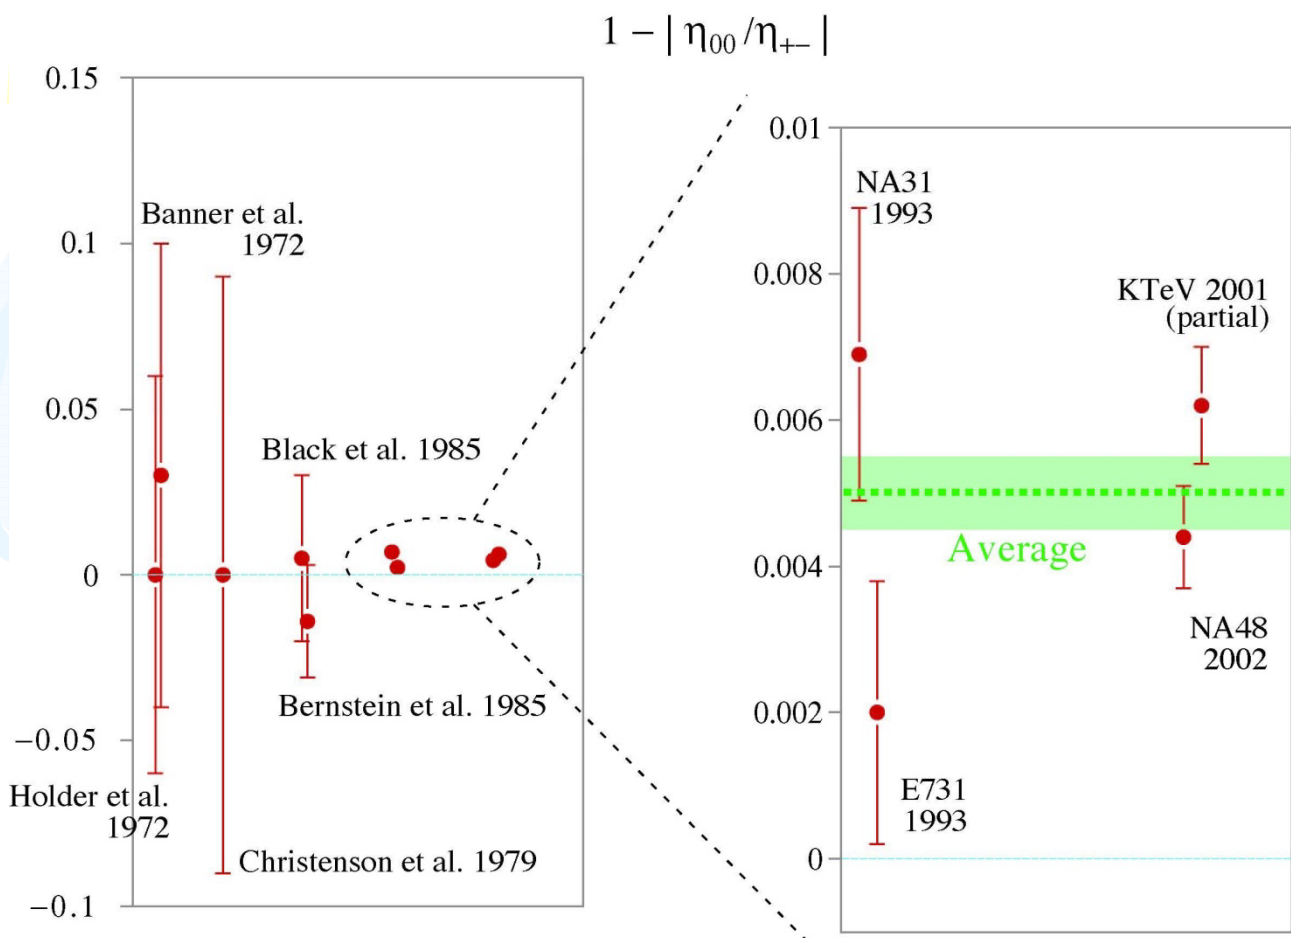 1 − | η00 /η+− |
0.15
0.1
0.05
0
−0.05
−0.1
Banner et al.
1972
Black et al. 1985
Bernstein et al. 1985
Holder et al.
1972
Christenson et al. 1979
0.01
0.008
0.006
0.004
0.002
0
NA31
1993
KTeV 2001
(partial)
Average
NA48
2002
E731
1993